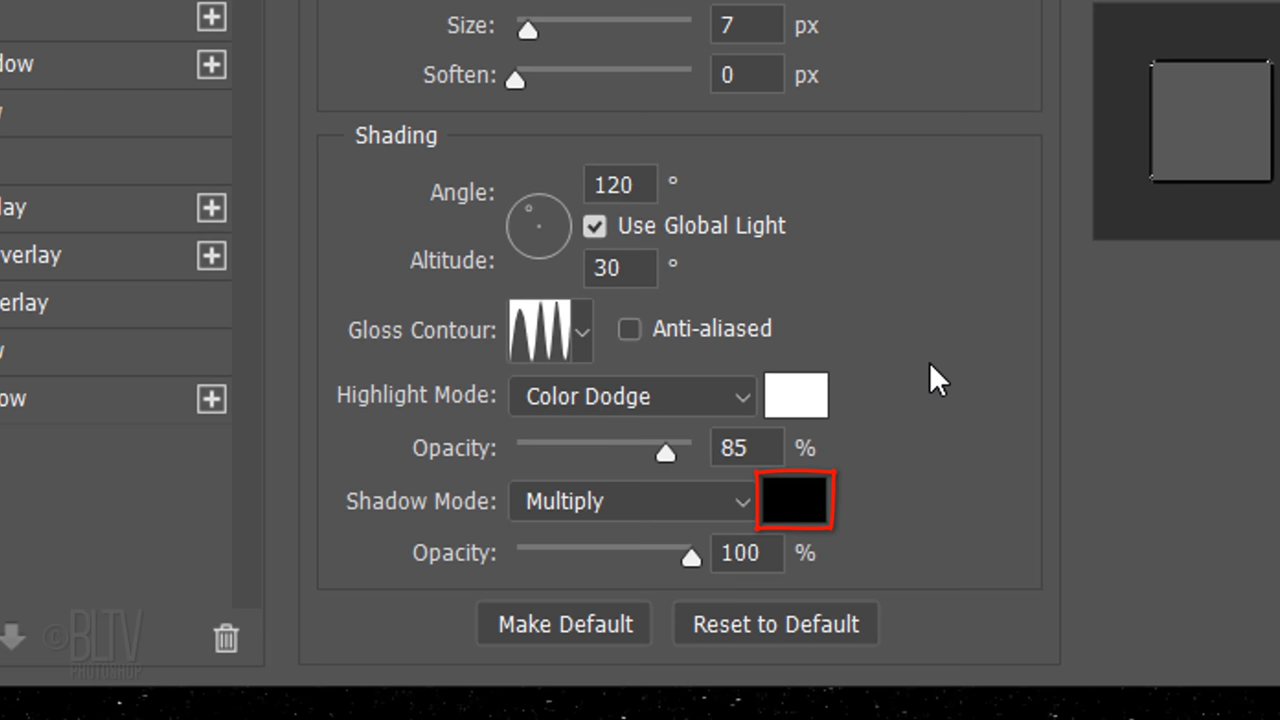 Size: 7 px
dow
Soften: 0 px
Shading
Angle: 120 °
lay
Use Global Light
verlay
Altitude: 30 °
erlay
Gloss Contour: Anti-aliased
Highlight Mode: Color Dodge
ow
Opacity: 85 %
Shadow Mode: Multiply
Opacity: 100 %
Make Default Reset to Default
©BLTV
PHOTOSHOP